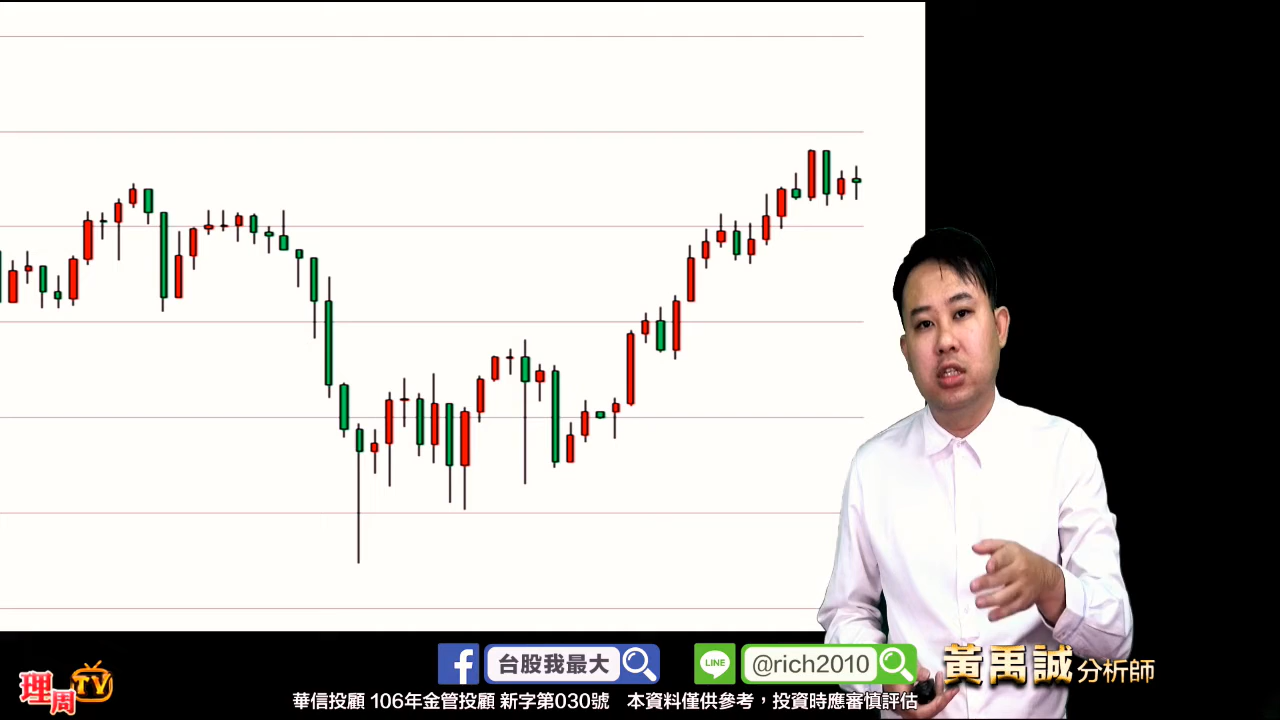 台股我最大
LINE
@rich2010
黃禹誠 分析師
理周TV
華信投顧 106年金管投顧 新字第030號 本資料僅供參考，投資時應審慎評估